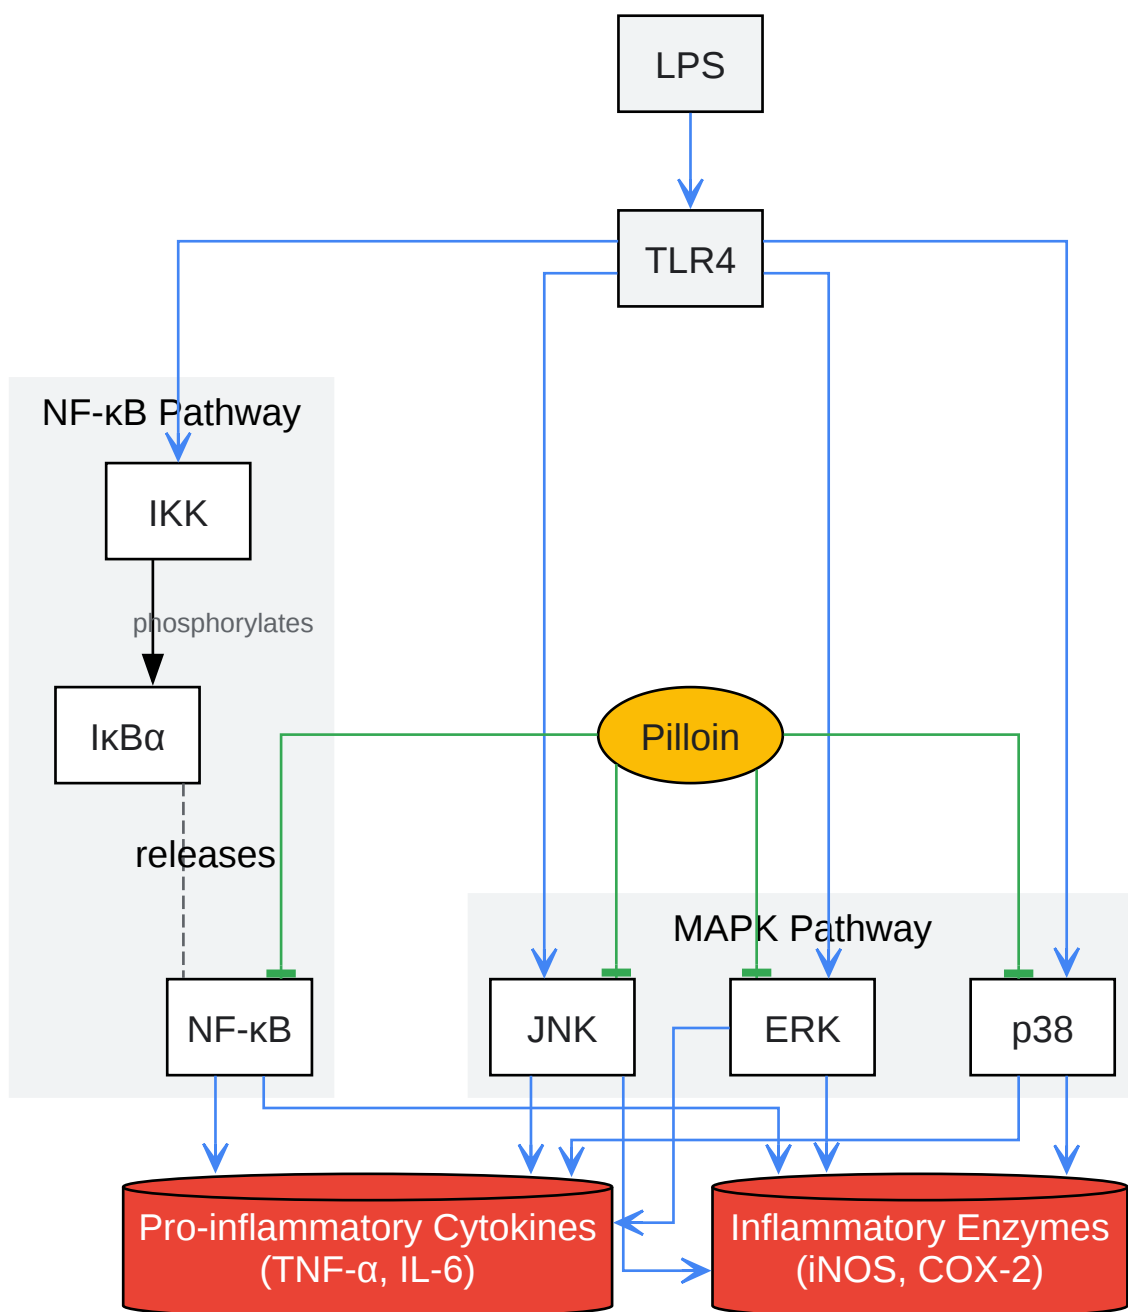 LPS
TLR4
NF-κB Pathway
IKK
phosphorylates
IκBα
Pilloin
releases
MAPK Pathway
NF-κB
JNK
ERK
p38
Pro-inflammatory Cytokines
(TNF-α, IL-6)
Inflammatory Enzymes
(iNOS, COX-2)